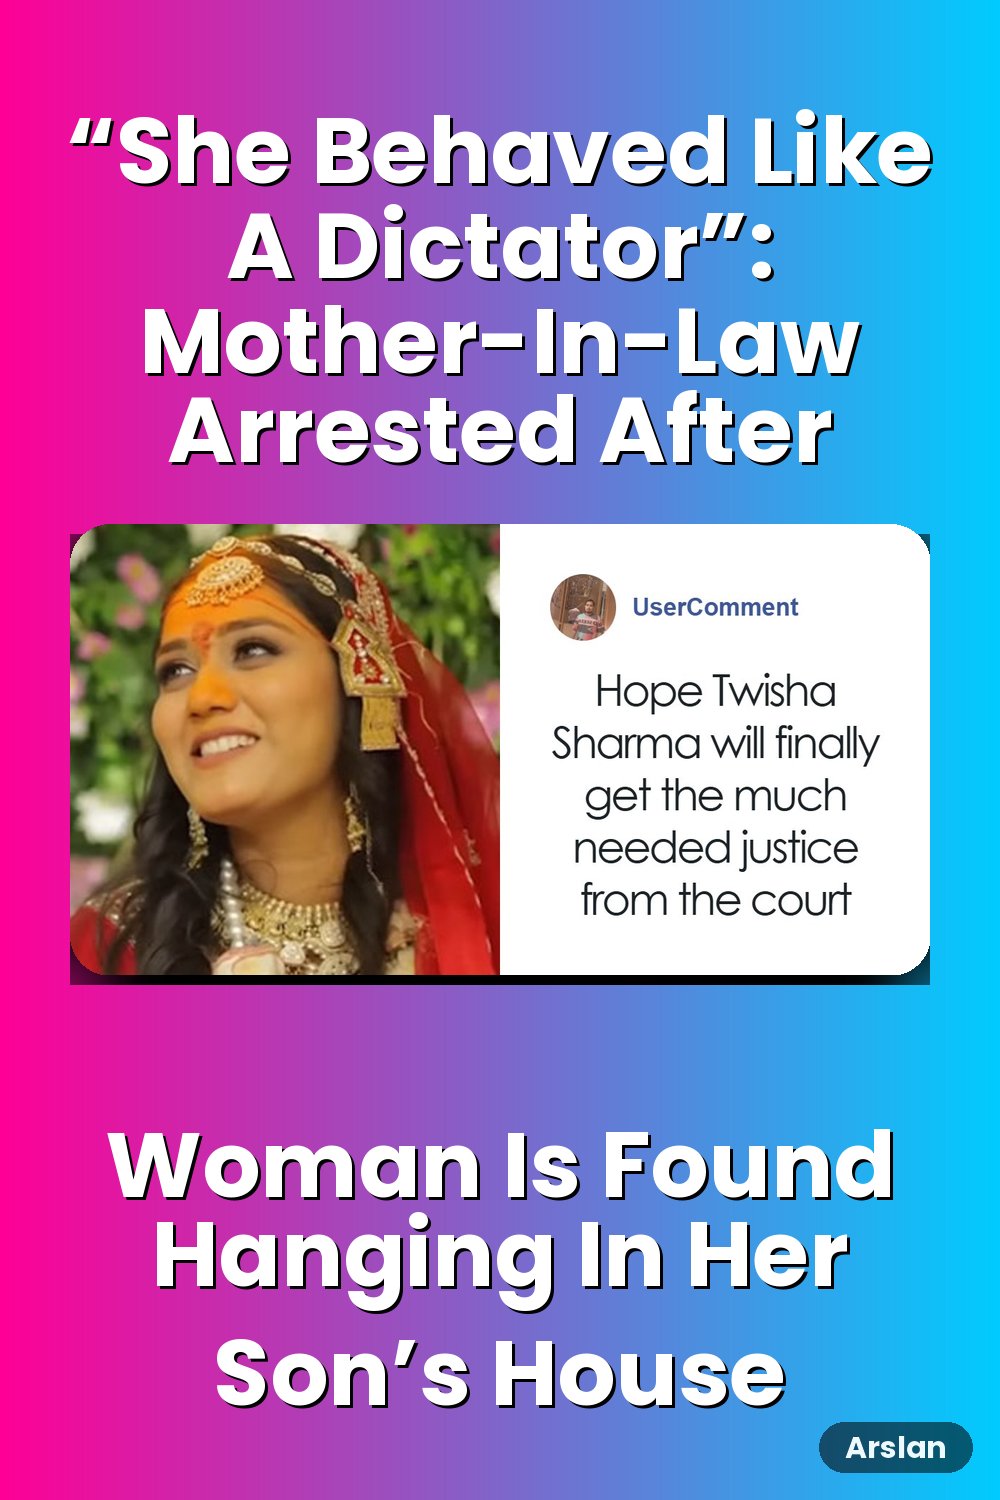 “She Behaved Like
A Dictator”:
Mother-In-Law
Arrested After
UserComment
Hope Twisha
Sharma will finally
get the much
needed justice
from the court
Woman Is Found
Hanging In Her
Son’s House
Arslan